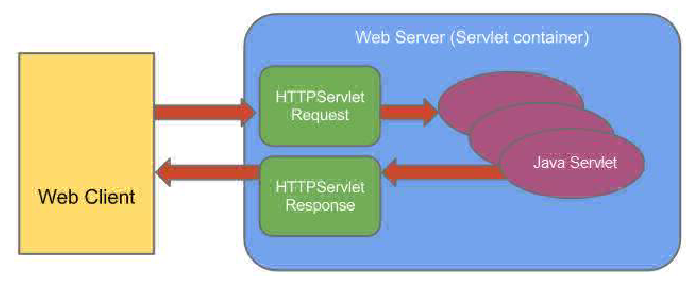 Web Server (Servlet container)
HTTPServlet
Request
Java Servlet
HTTPServlet
Response
Web Client